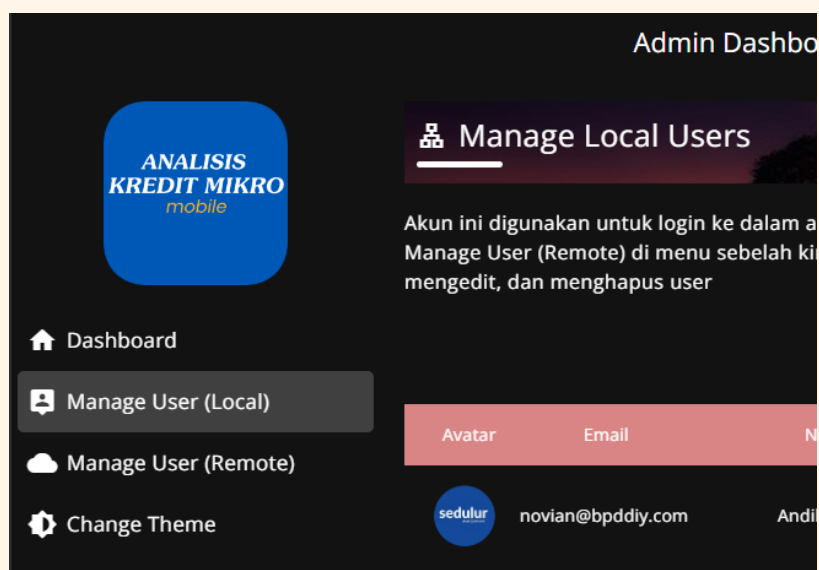 Admin Dashbo
ANALISIS
KREDIT MIKRO
mobile
Manage Local Users
Akun ini digunakan untuk login ke dalam a
Manage User (Remote) di menu sebelah kir
mengedit, dan menghapus user
Dashboard
Manage User (Local)
Manage User (Remote)
Change Theme
Avatar Email N
sedulur novian@bpddiy.com Andil